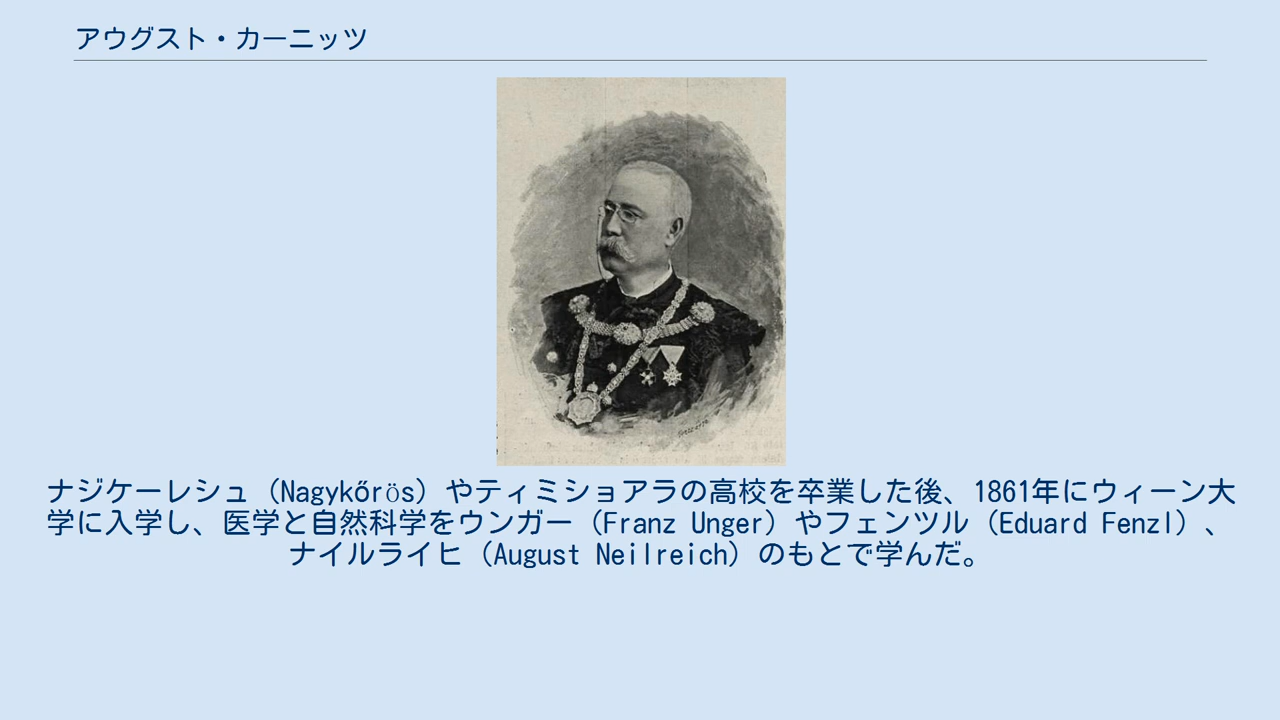 アウグスト・カーニッツ
ナジケーレシュ（Nagykőrös）やティミショアラの高校を卒業した後、1861年にウィーン大
学に入学し、医学と自然科学をウンガー（Franz Unger）やフェンツル（Eduard Fenzl）、
ナイルライヒ（August Neilreich）のもとで学んだ。